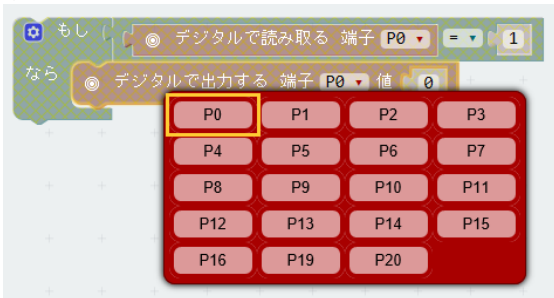 もし デジタルで読み取る 端子 P0 = 1
なら デジタルで出力する 端子 P0 値 0
P0 P1 P2 P3
P4 P5 P6 P7
P8 P9 P10 P11
P12 P13 P14 P15
P16 P19 P20